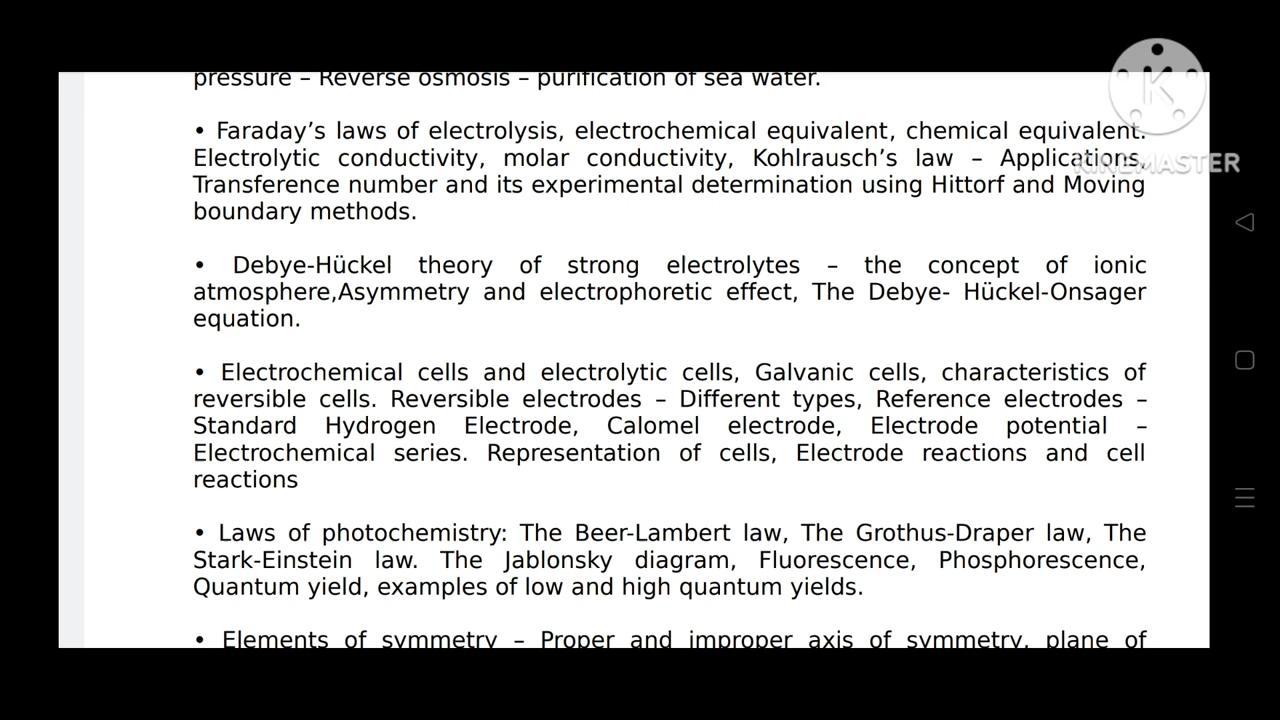 pressure – Reverse osmosis – purification of sea water.
• Faraday’s laws of electrolysis, electrochemical equivalent, chemical equivalent.
Electrolytic conductivity, molar conductivity, Kohlrausch’s law – Applications,
Transference number and its experimental determination using Hittorf and Moving
boundary methods.
• Debye-Hückel theory of strong electrolytes – the concept of ionic
atmosphere,Asymmetry and electrophoretic effect, The Debye- Hückel-Onsager
equation.
• Electrochemical cells and electrolytic cells, Galvanic cells, characteristics of
reversible cells. Reversible electrodes – Different types, Reference electrodes –
Standard Hydrogen Electrode, Calomel electrode, Electrode potential –
Electrochemical series. Representation of cells, Electrode reactions and cell
reactions
• Laws of photochemistry: The Beer-Lambert law, The Grothus-Draper law, The
Stark-Einstein law. The Jablonsky diagram, Fluorescence, Phosphorescence,
Quantum yield, examples of low and high quantum yields.
• Elements of symmetry – Proper and improper axis of symmetry, plane of
K
KINEMASTER